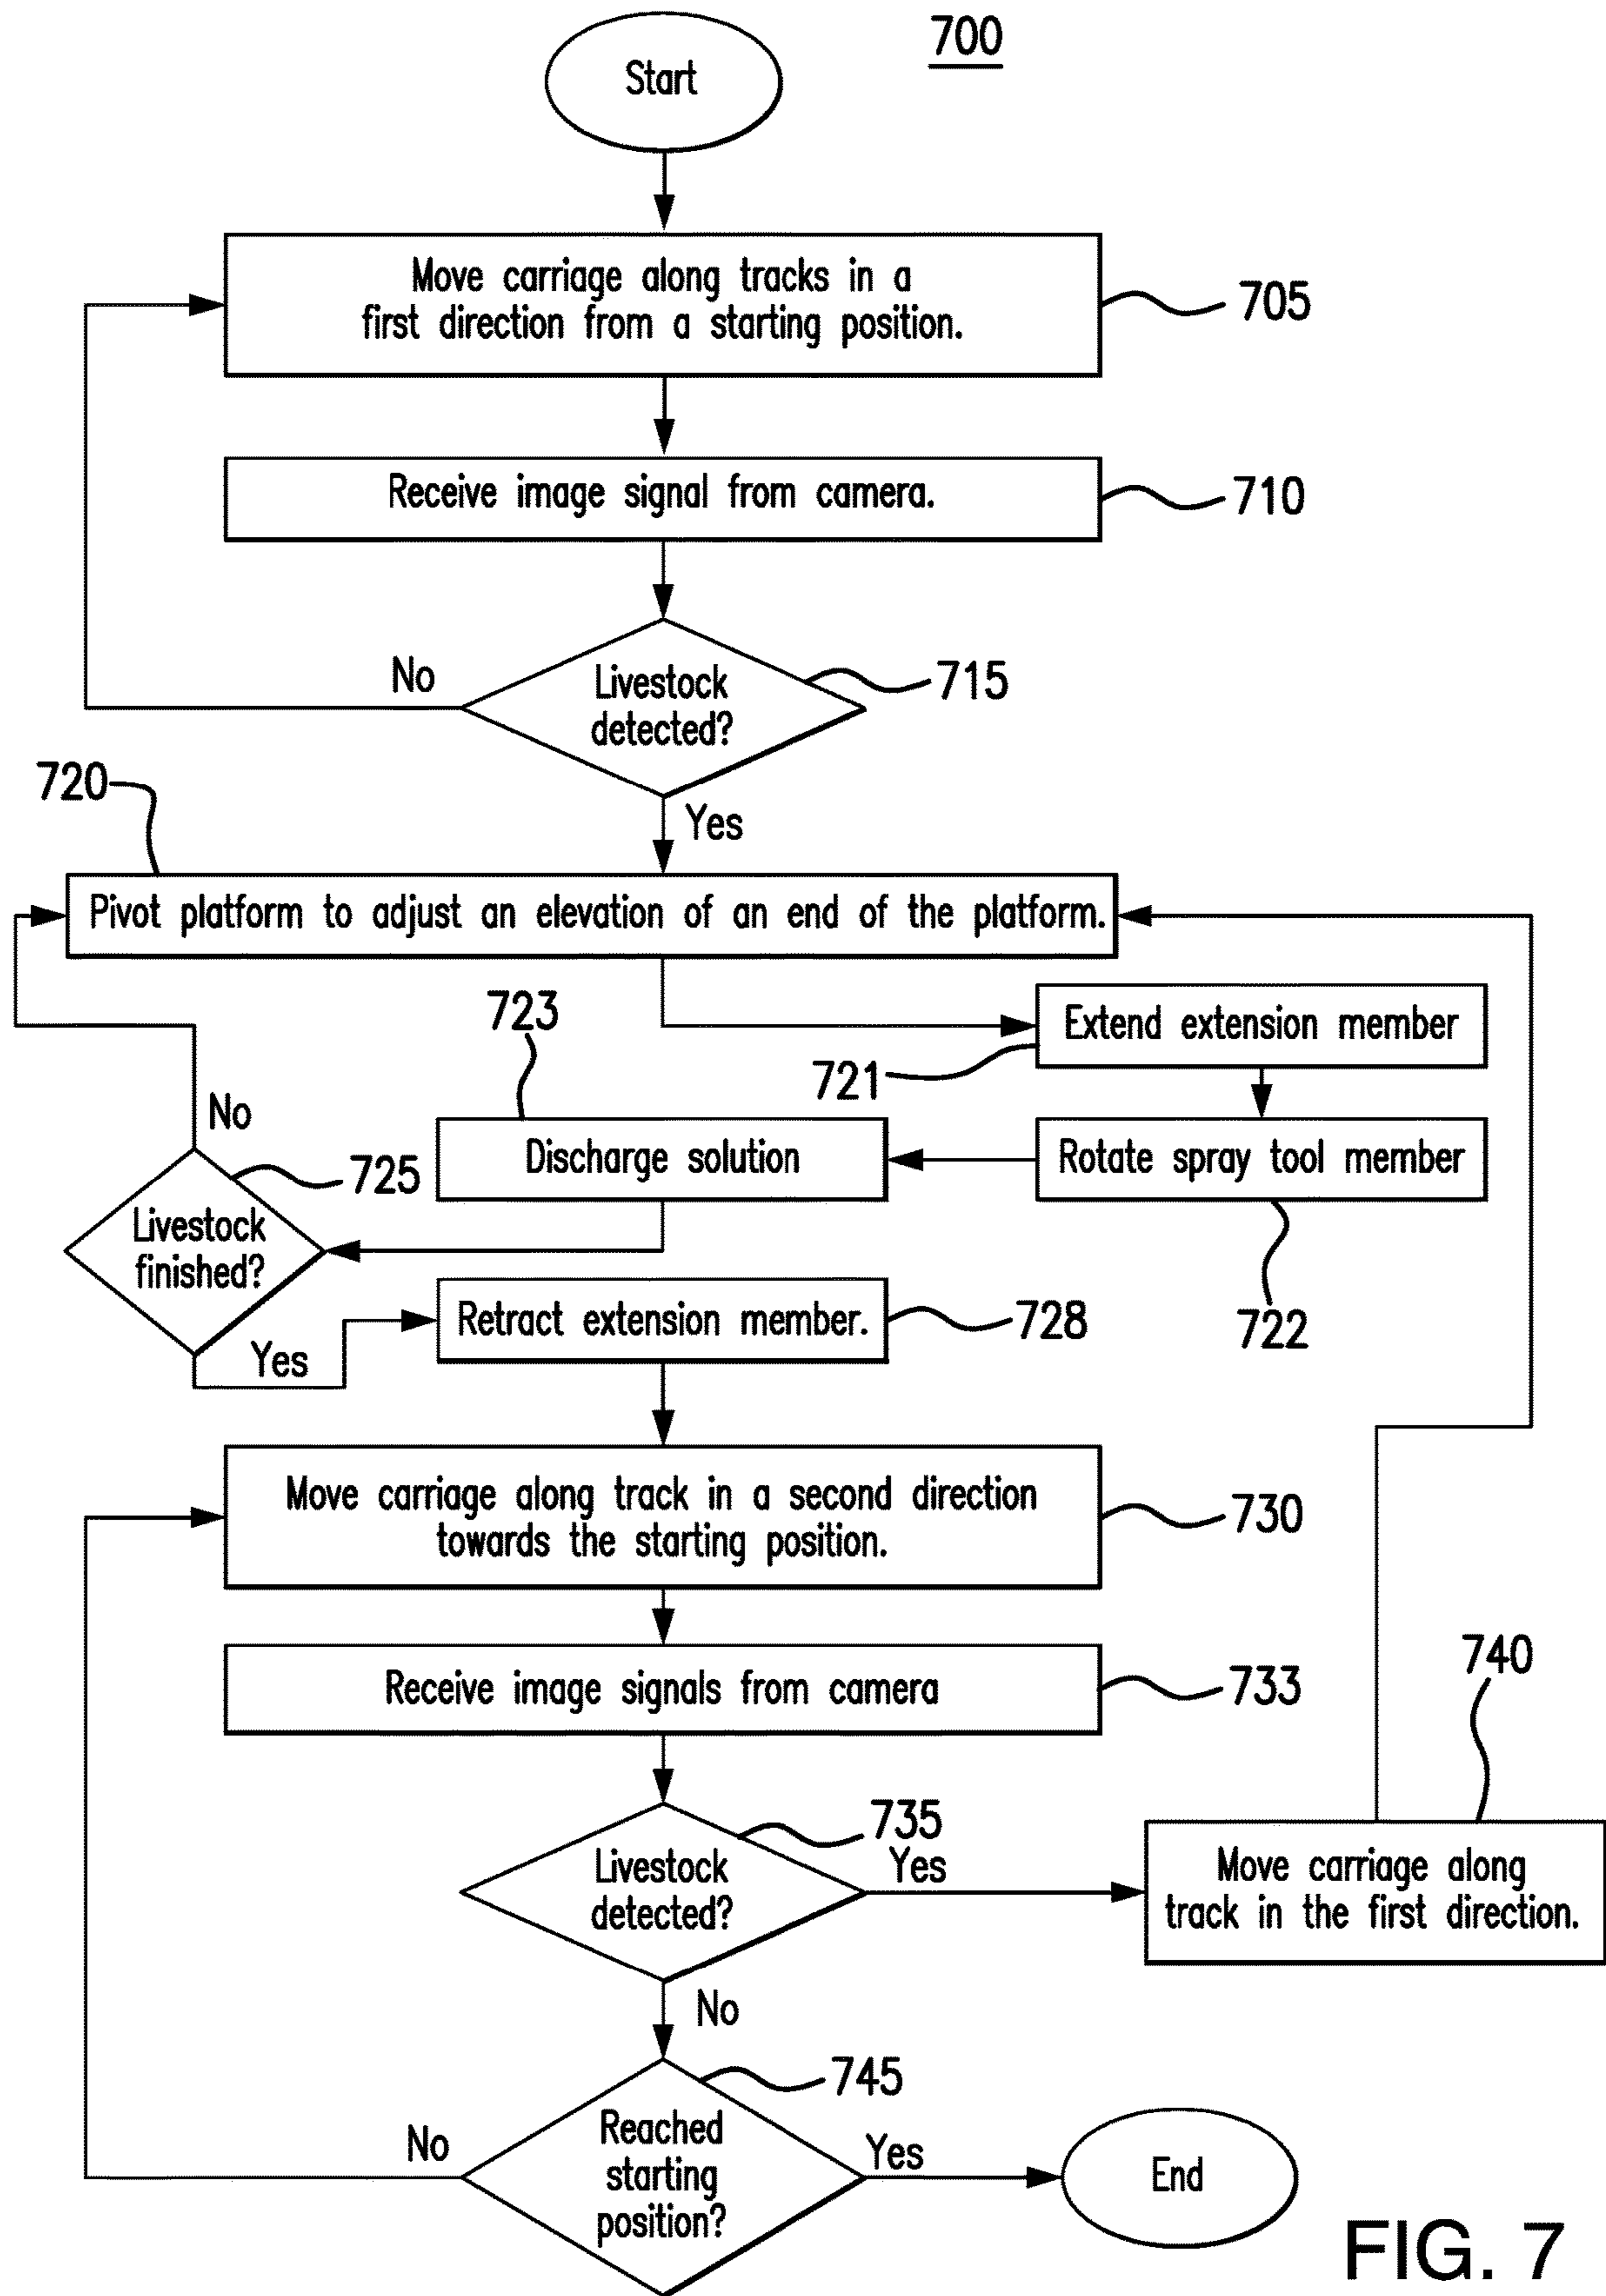 700
Start
Move carriage along tracks in a
first direction from a starting position.
705
Receive image signal from camera.
710
No
Livestock
detected?
715
720
Yes
Pivot platform to adjust an elevation of an end of the platform.
723
Extend extension member
721
No
Discharge solution
Rotate spray tool member
725
Livestock
finished?
Retract extension member.
728
722
Yes
Move carriage along track in a second direction
towards the starting position.
730
Receive image signals from camera
733
740
735
Livestock
detected?
Yes
Move carriage along
track in the first direction.
No
745
Reached
starting
position?
No
Yes
End
FIG. 7